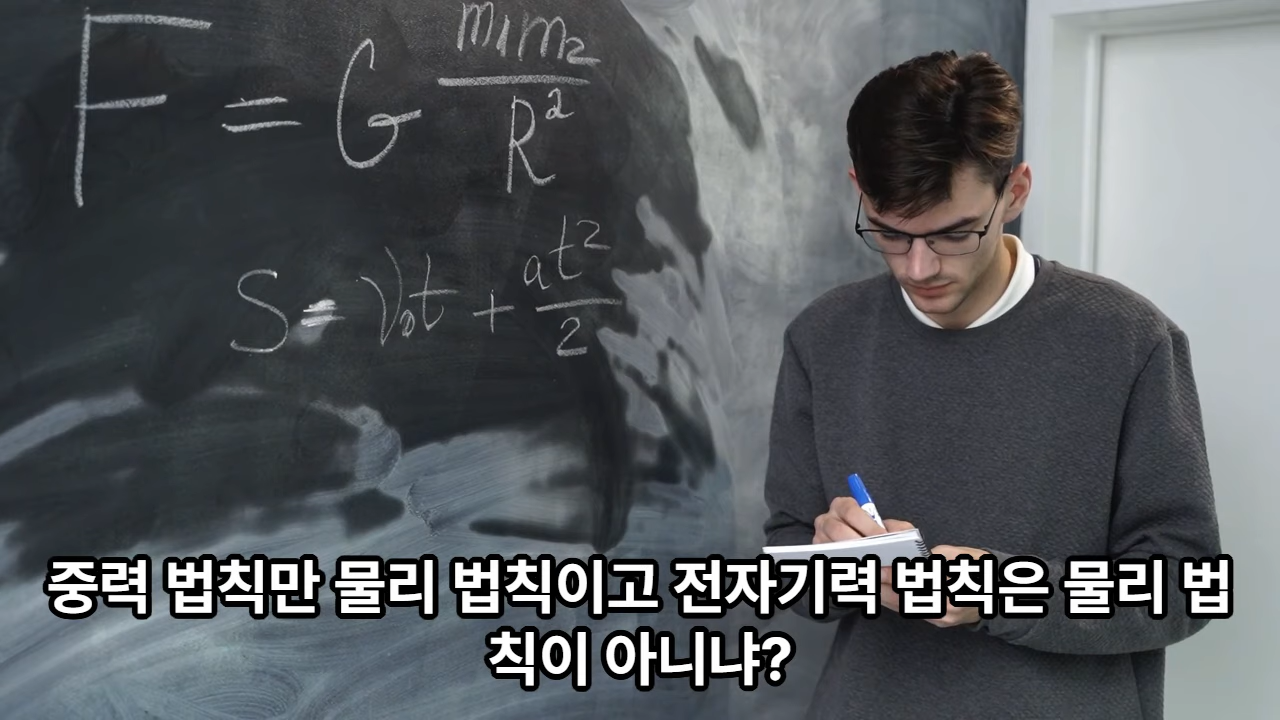 F = G m₁m₂ / R²
S = V₀t + at² / 2
중력 법칙만 물리 법칙이고 전자기력 법칙은 물리 법
칙이 아니냐?